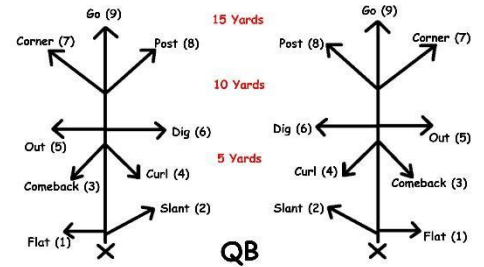 Go (9)
15 Yards
Go (9)
Corner (7)
Post (8)
Post (8)
Corner (7)
10 Yards
Out (5)
Dig (6)
Dig (6)
Out (5)
5 Yards
Comeback (3)
Curl (4)
Curl (4)
Comeback (3)
Slant (2)
Slant (2)
Flat (1)
Flat (1)
X
QB
X